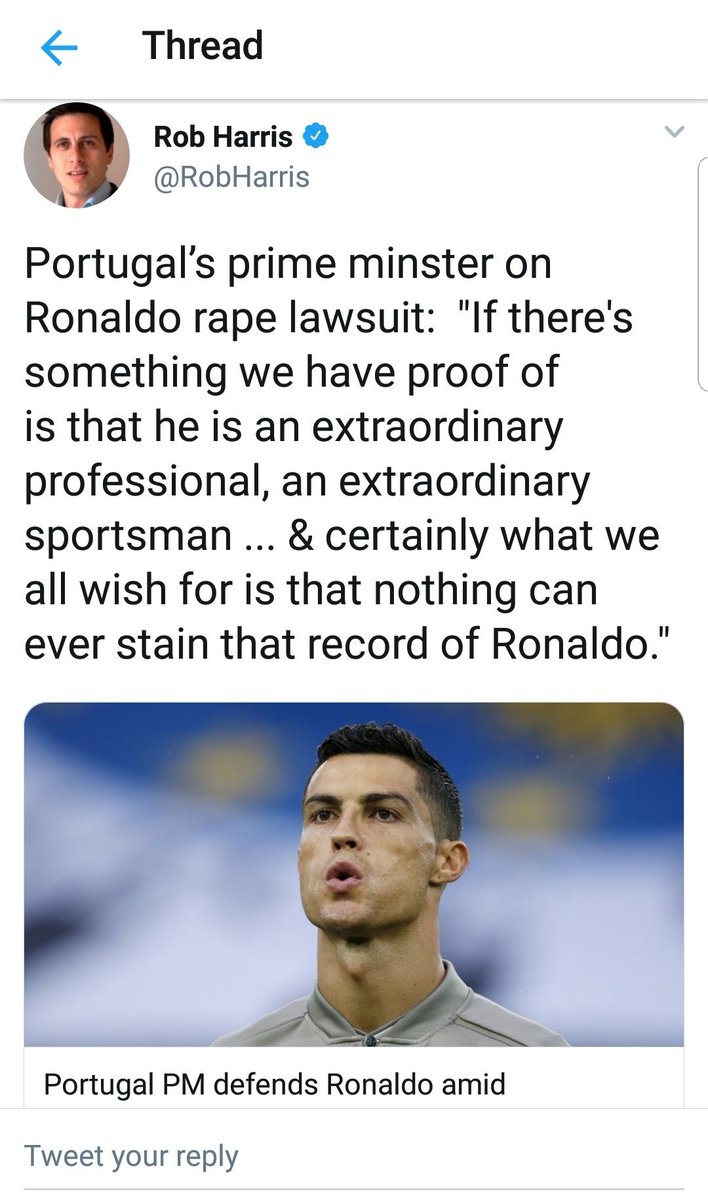 Thread
Rob Harris
@RobHarris
Portugal’s prime minster on
Ronaldo rape lawsuit:  "If there's
something we have proof of
is that he is an extraordinary
professional, an extraordinary
sportsman ... & certainly what we
all wish for is that nothing can
ever stain that record of Ronaldo."
Portugal PM defends Ronaldo amid
Tweet your reply